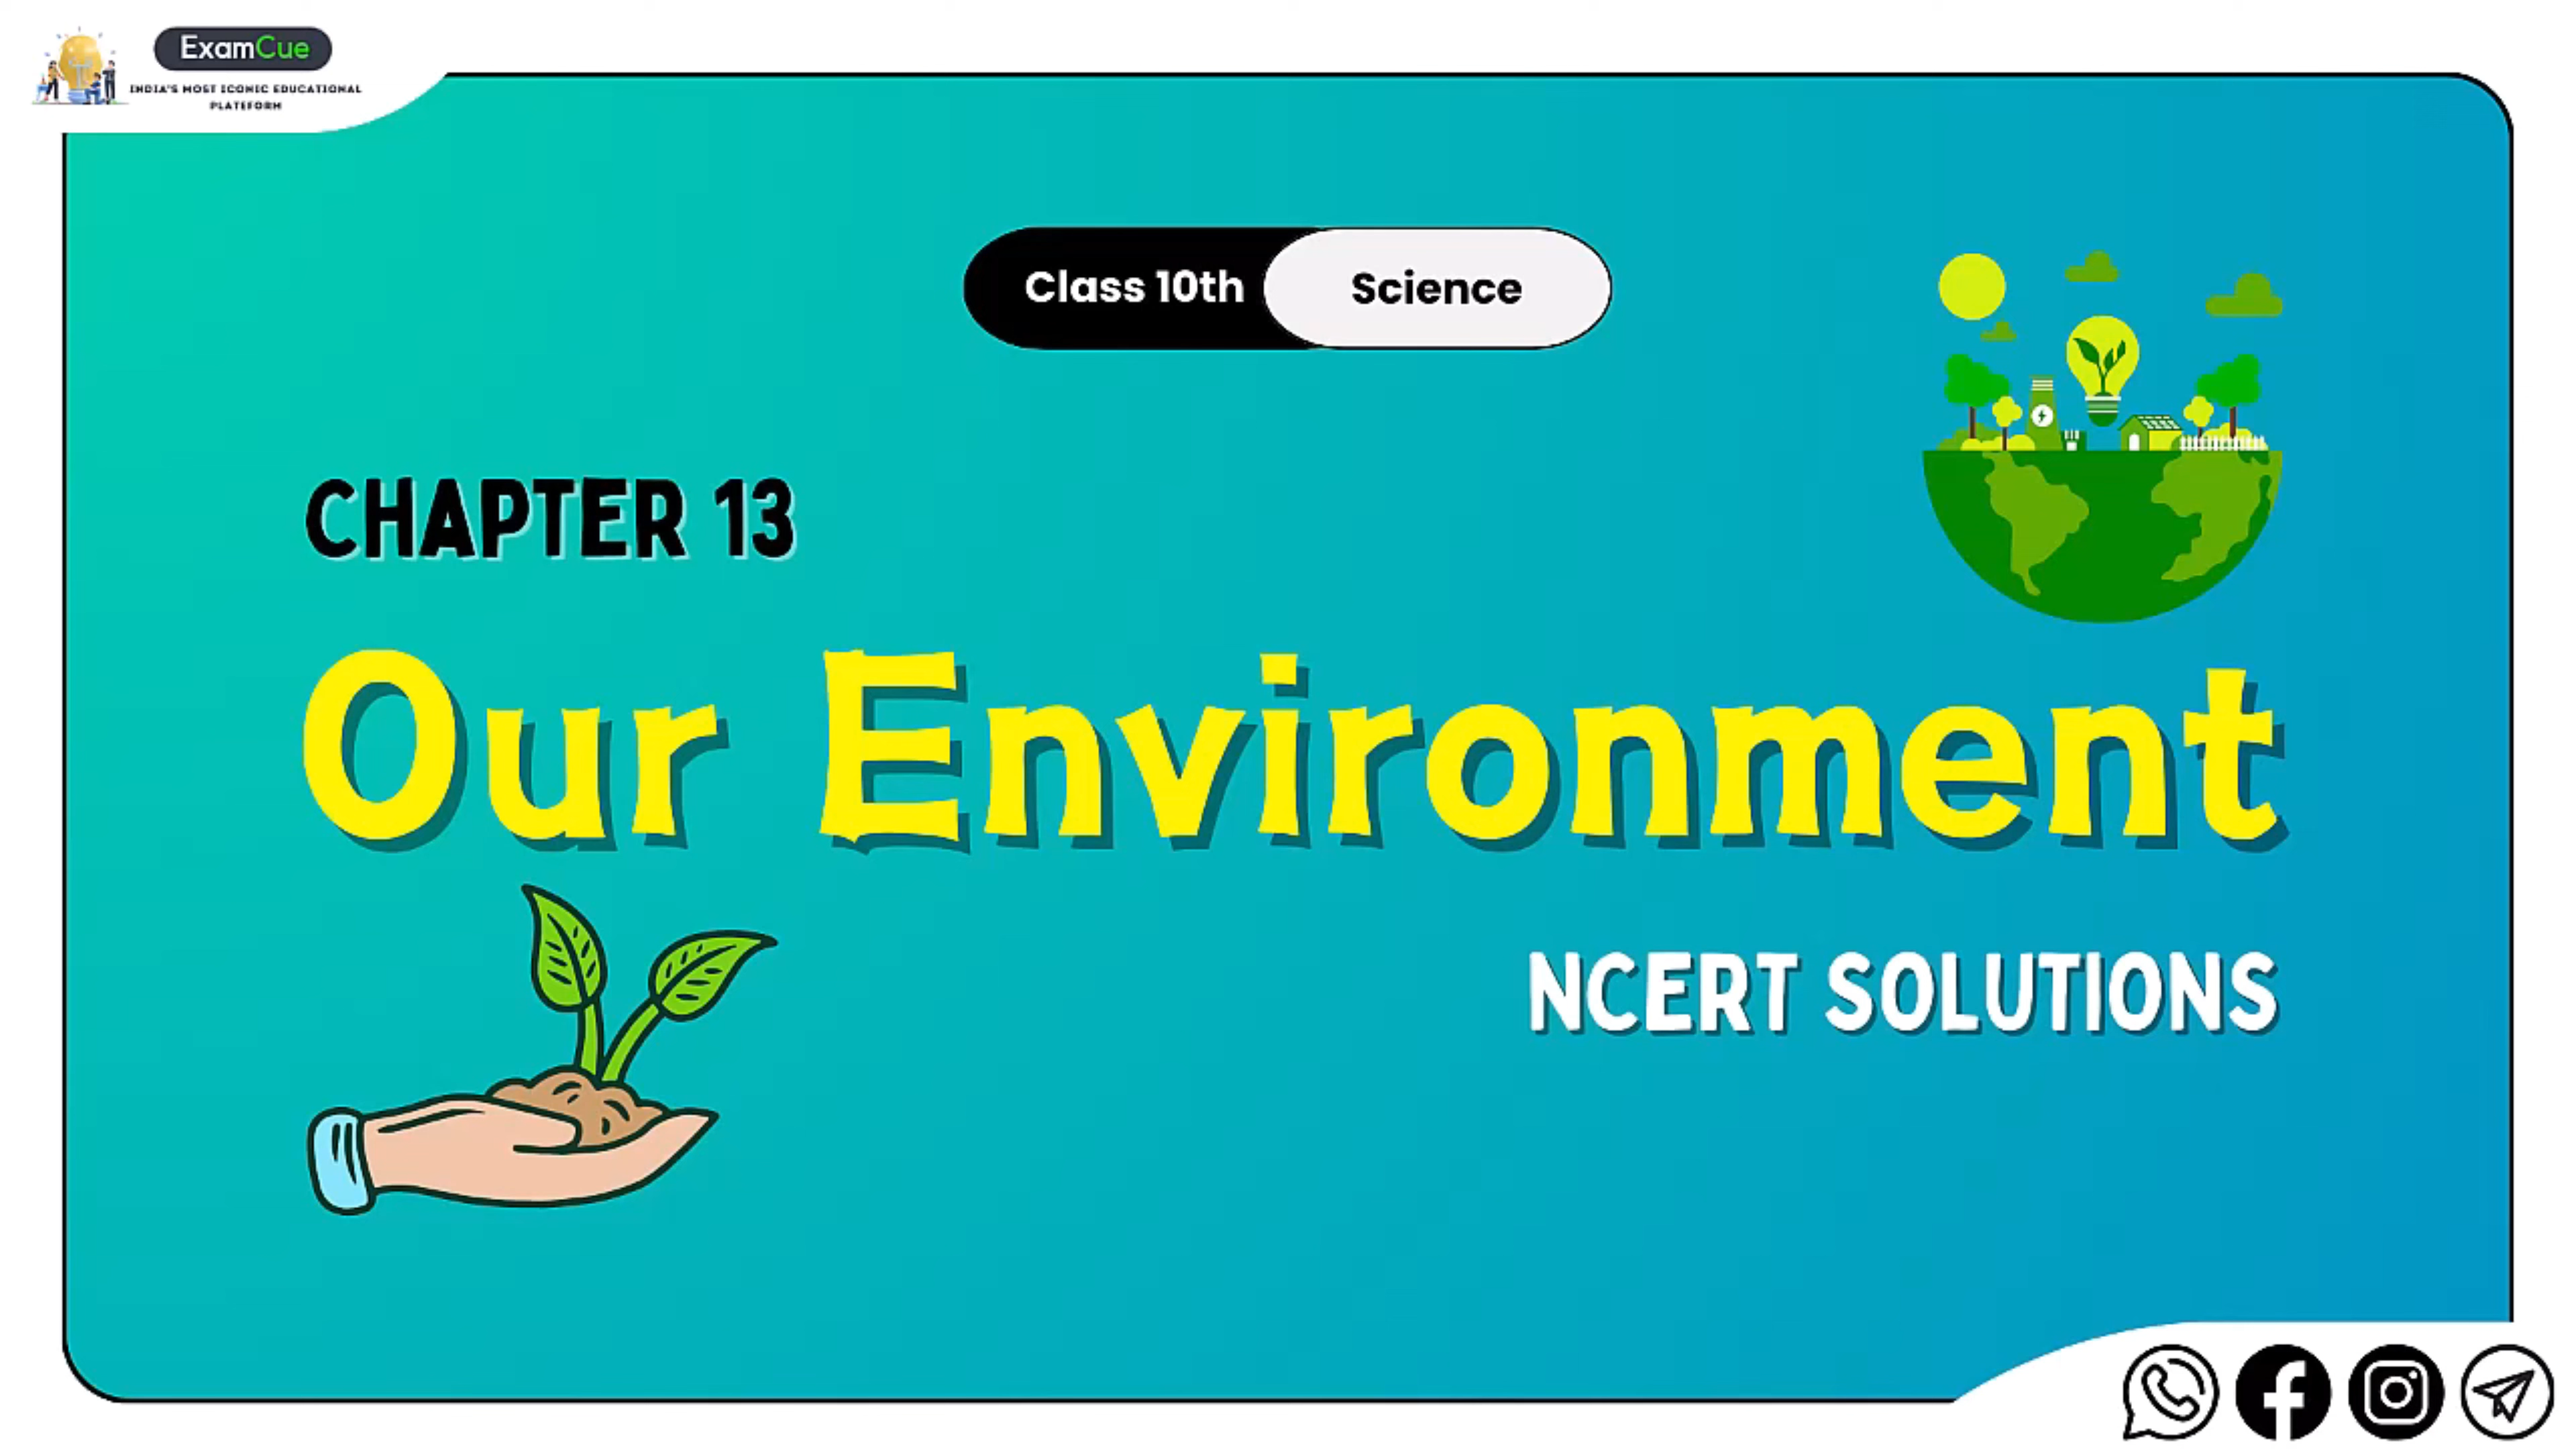 ExamCue
INDIA'S MOST ICONIC EDUCATIONAL
PLATEFORM
Class 10th Science
CHAPTER 13
Our Environment
NCERT SOLUTIONS